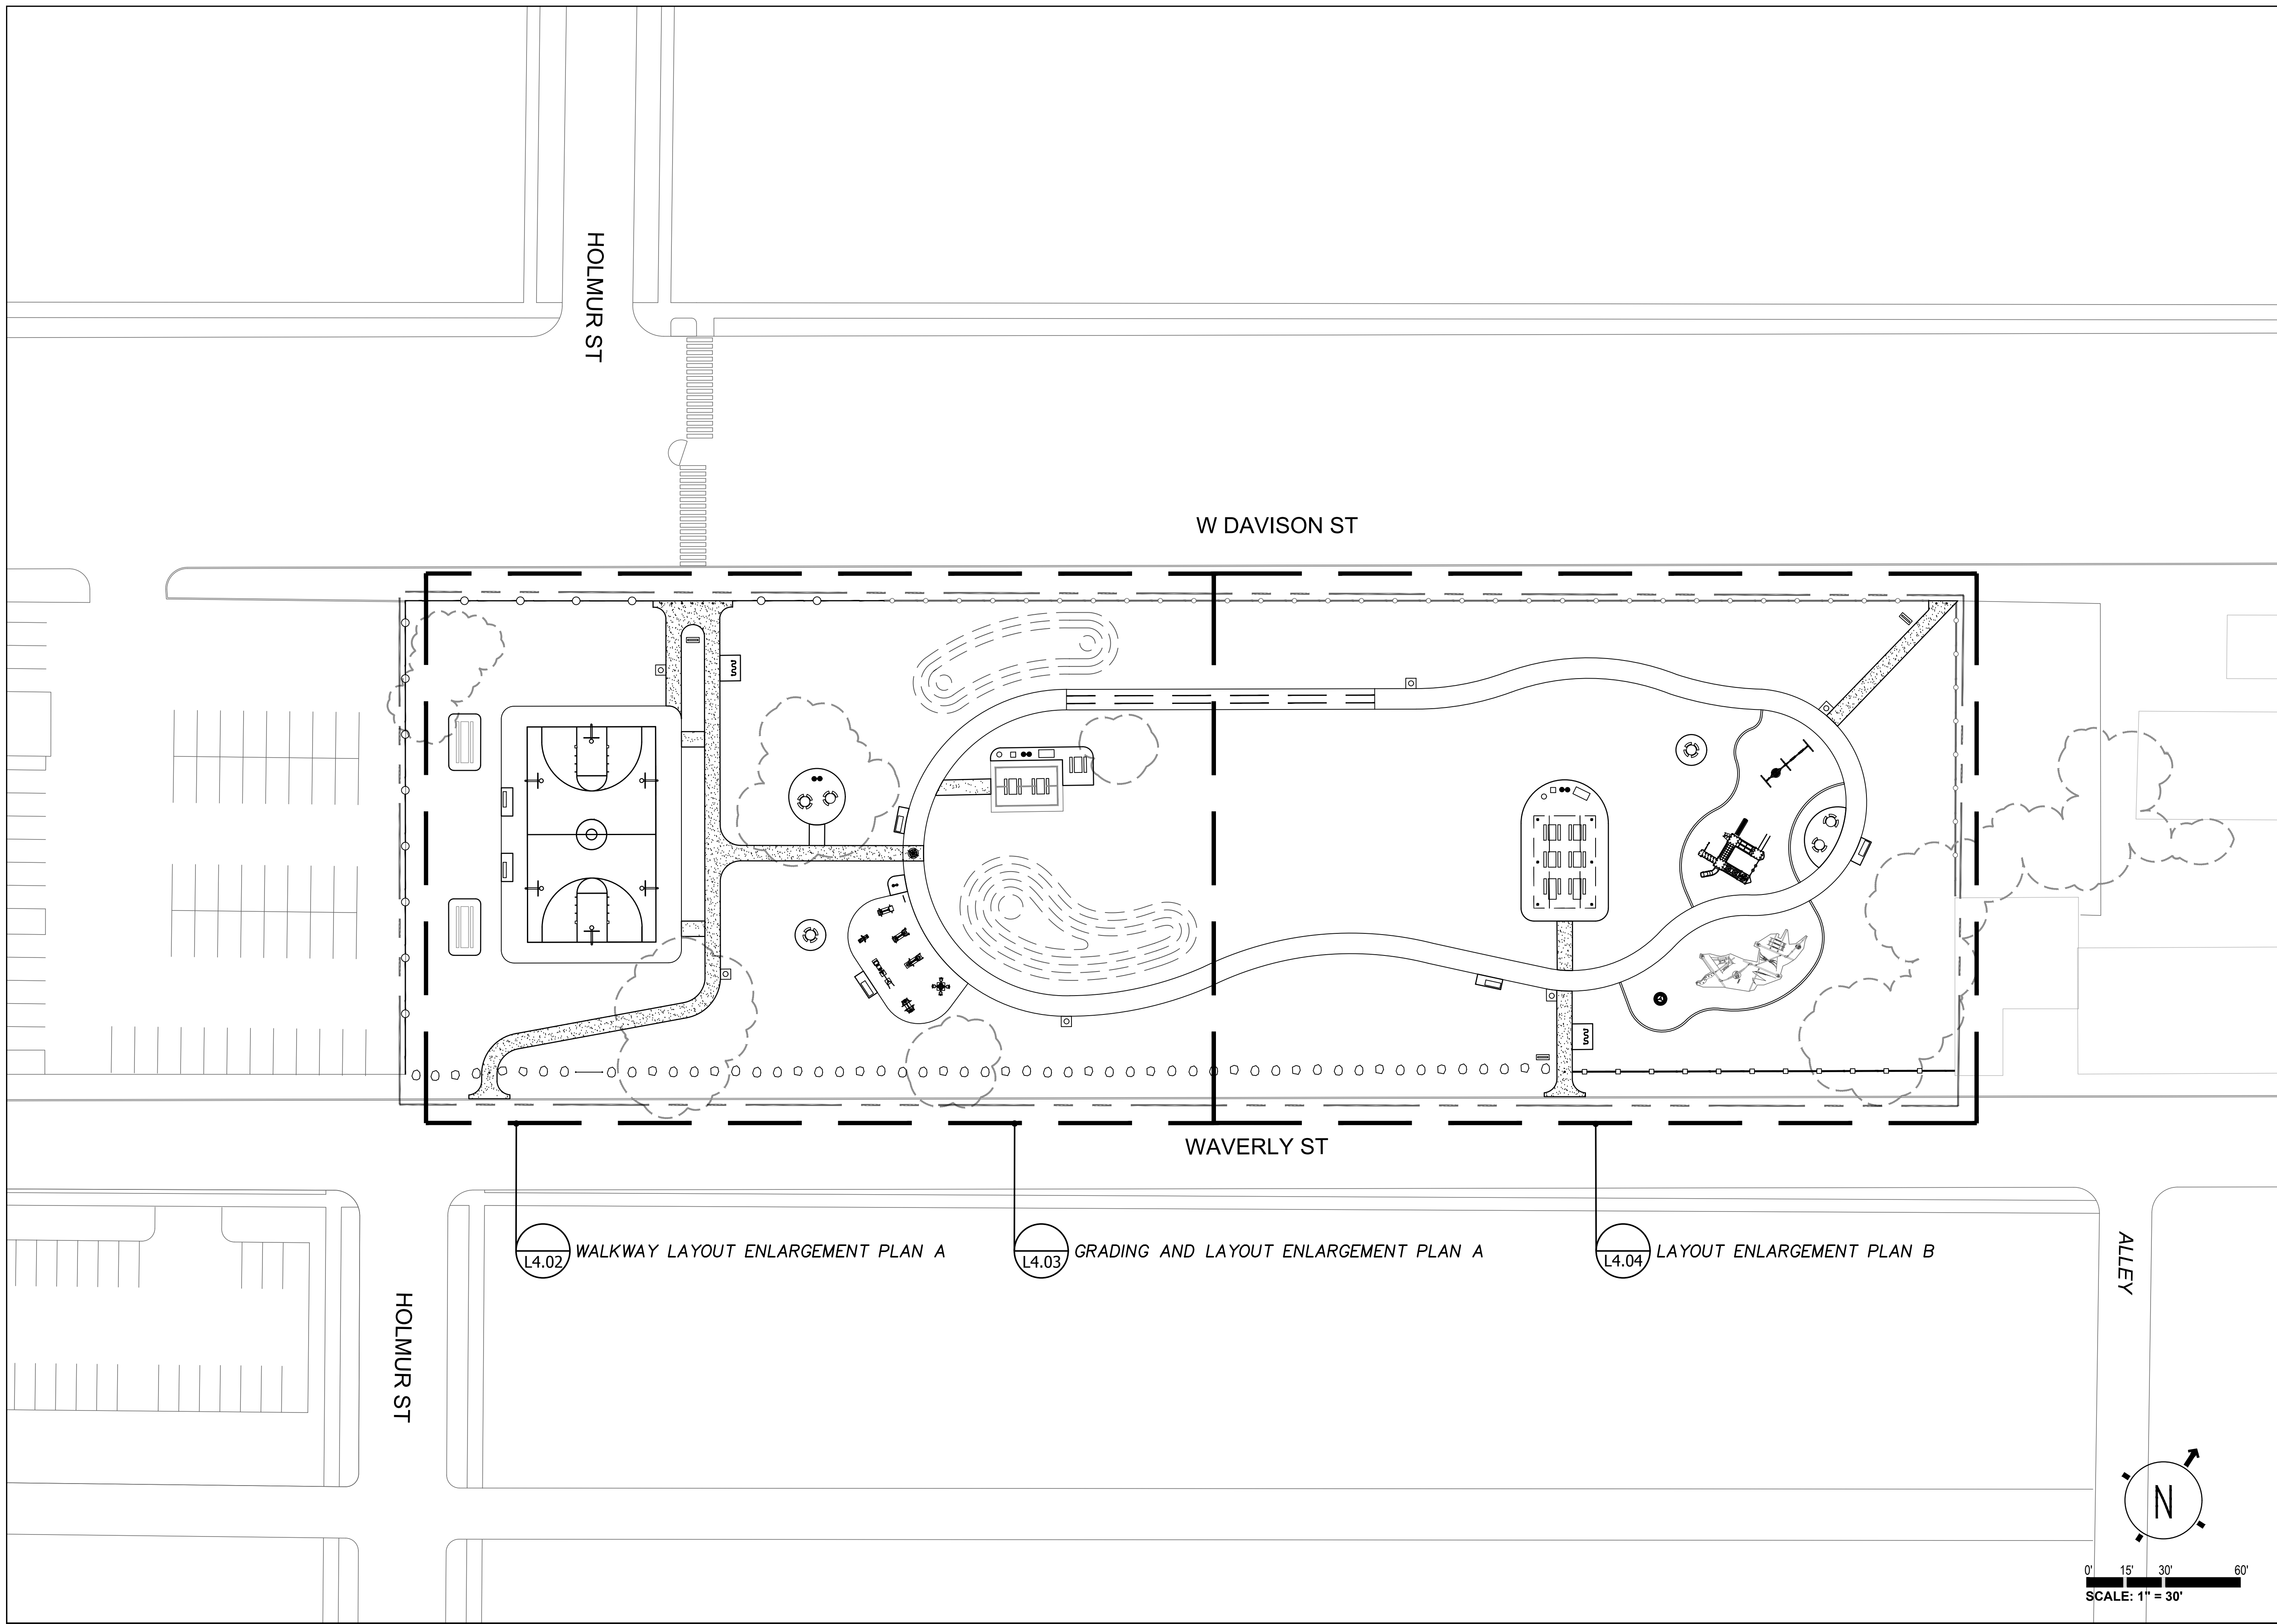 HOLMUR ST
W DAVISON ST
WAVERLY ST
L4.02 WALKWAY LAYOUT ENLARGEMENT PLAN A
L4.03 GRADING AND LAYOUT ENLARGEMENT PLAN A
L4.04 LAYOUT ENLARGEMENT PLAN B
HOLMUR ST
ALLEY
N
0' 15' 30' 60'
SCALE: 1" = 30'